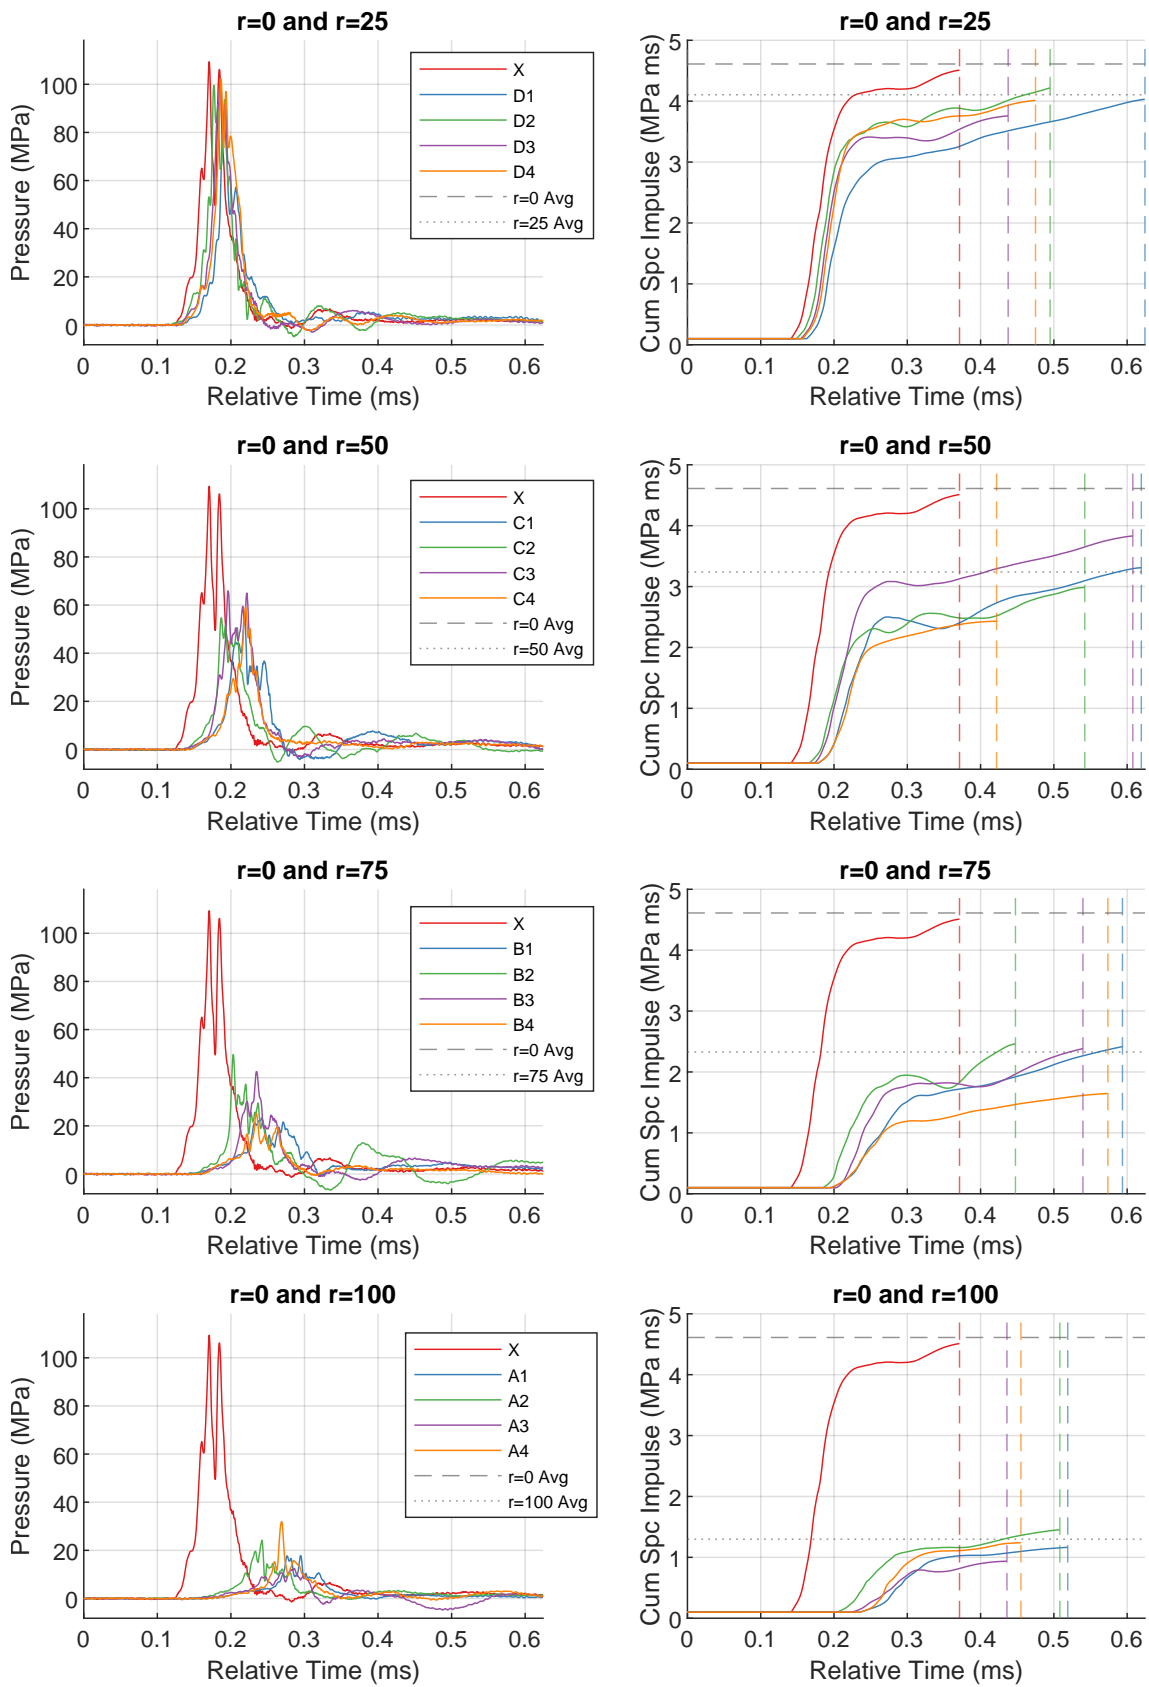 r=0 and r=25
Pressure (MPa)
100
80
60
40
20
0
0 0.1 0.2 0.3 0.4 0.5 0.6
Relative Time (ms)
X
D1
D2
D3
D4
r=0 Avg
r=25 Avg
r=0 and r=25
Cum Spc Impulse (MPa ms)
5
4
3
2
1
0
0 0.1 0.2 0.3 0.4 0.5 0.6
Relative Time (ms)
r=0 and r=50
Pressure (MPa)
100
80
60
40
20
0
0 0.1 0.2 0.3 0.4 0.5 0.6
Relative Time (ms)
X
C1
C2
C3
C4
r=0 Avg
r=50 Avg
r=0 and r=50
Cum Spc Impulse (MPa ms)
5
4
3
2
1
0
0 0.1 0.2 0.3 0.4 0.5 0.6
Relative Time (ms)
r=0 and r=75
Pressure (MPa)
100
80
60
40
20
0
0 0.1 0.2 0.3 0.4 0.5 0.6
Relative Time (ms)
X
B1
B2
B3
B4
r=0 Avg
r=75 Avg
r=0 and r=75
Cum Spc Impulse (MPa ms)
5
4
3
2
1
0
0 0.1 0.2 0.3 0.4 0.5 0.6
Relative Time (ms)
r=0 and r=100
Pressure (MPa)
100
80
60
40
20
0
0 0.1 0.2 0.3 0.4 0.5 0.6
Relative Time (ms)
X
A1
A2
A3
A4
r=0 Avg
r=100 Avg
r=0 and r=100
Cum Spc Impulse (MPa ms)
5
4
3
2
1
0
0 0.1 0.2 0.3 0.4 0.5 0.6
Relative Time (ms)